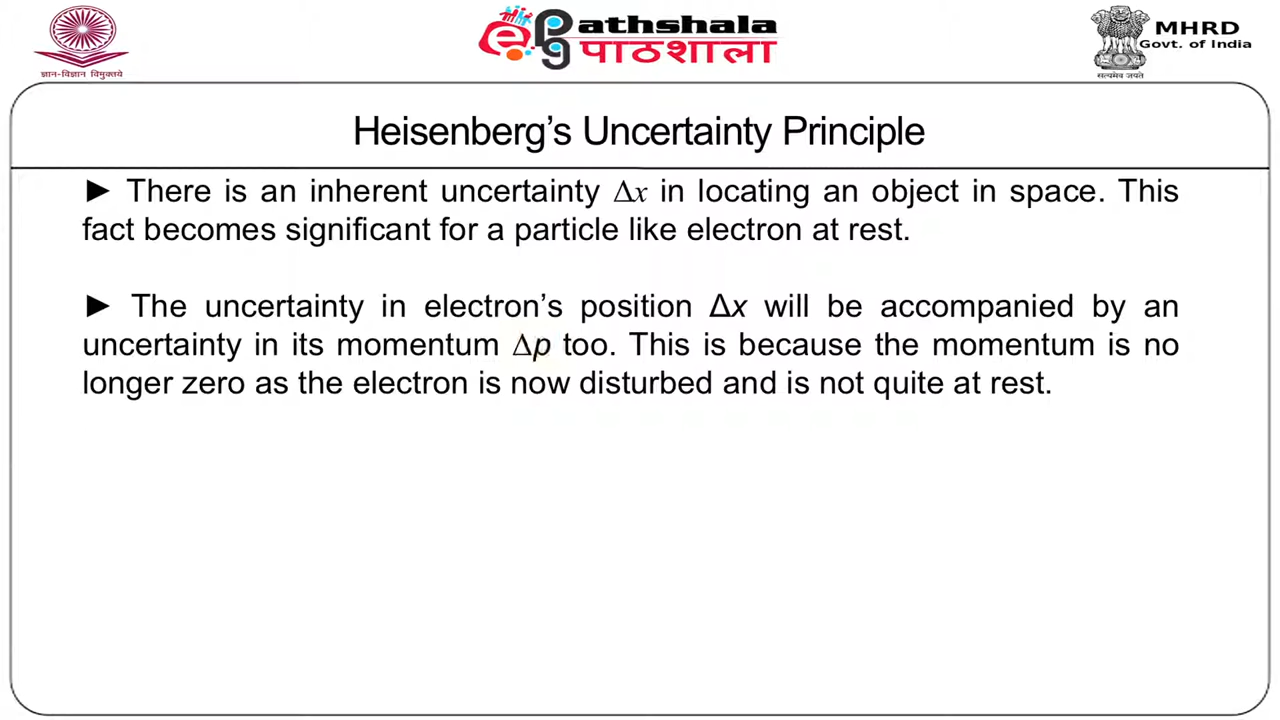 ज्ञान-विज्ञान विमुक्तये
e
pg
athshala
पाठशाला
MHRD
Govt. of India
सत्यमेव जयते
Heisenberg's Uncertainty Principle
► There is an inherent uncertainty Δx in locating an object in space. This
fact becomes significant for a particle like electron at rest.
► The uncertainty in electron's position Δx will be accompanied by an
uncertainty in its momentum Δp too. This is because the momentum is no
longer zero as the electron is now disturbed and is not quite at rest.